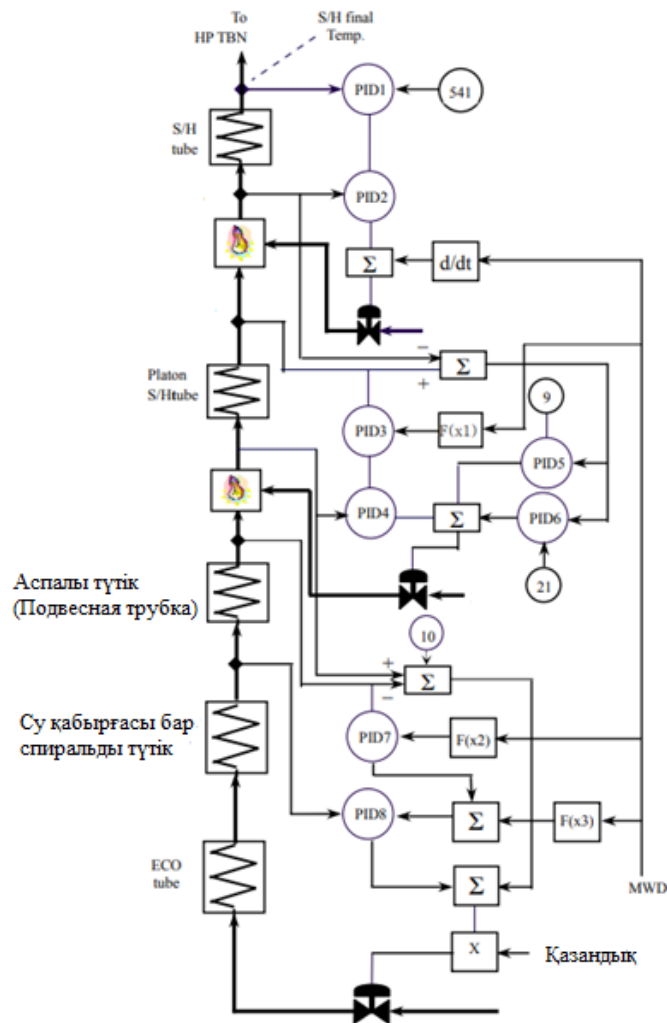 To
HP TBN
S/H final
Temp.
PID1
541
S/H
tube
PID2
Σ
d/dt
−
+
Σ
Platon
S/Htube
9
PID3
F(x1)
PID5
PID4
Σ
PID6
21
Аспалы түтік
(Подвесная трубка)
10
+
−
Σ
Су қабырғасы бар
спиральды түтік
PID7
F(x2)
PID8
Σ
F(x3)
ECO
tube
Σ
MWD
X
Қазандық